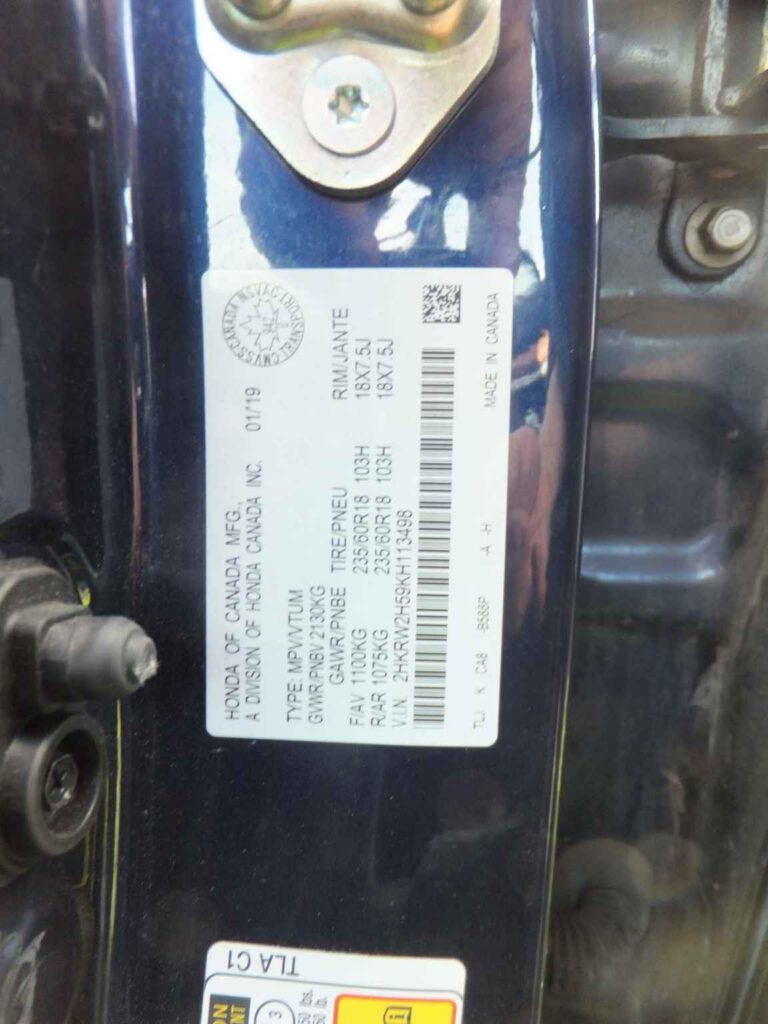 HONDA OF CANADA MFG.,
A DIVISION OF HONDA CANADA INC. 01/19
TYPE: MPV/VTUM
GVWR/PNBV 2130KG
GAWR/PNBE TIRE/PNEU RIM/JANTE
F/AV 1100KG 235/60R18 103H 18X7.5J
R/AR 1075KG 235/60R18 103H 18X7.5J
V.I.N. 2HKRW2H59KH113498
TLJ K CA8 -B588P -A -H
MADE IN CANADA
TLA C1
3